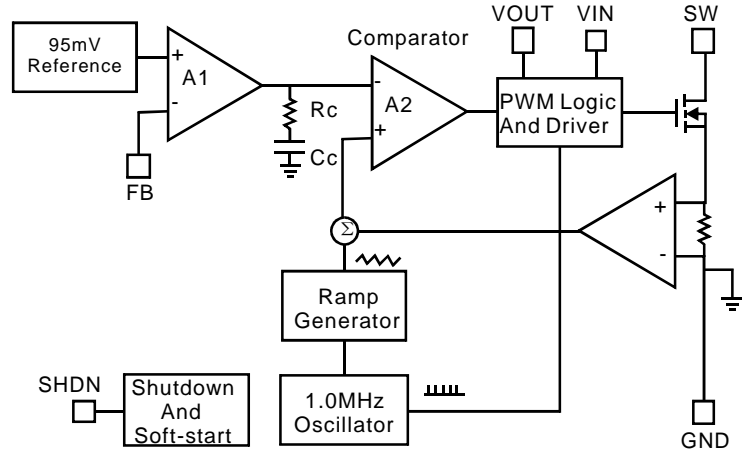 VOUT VIN SW
95mV
Reference
+
-
A1
Comparator
-
+
A2
PWM Logic
And Driver
Rc
Cc
FB
+
-
Σ
Ramp
Generator
SHDN
Shutdown
And
Soft-start
1.0MHz
Oscillator
GND